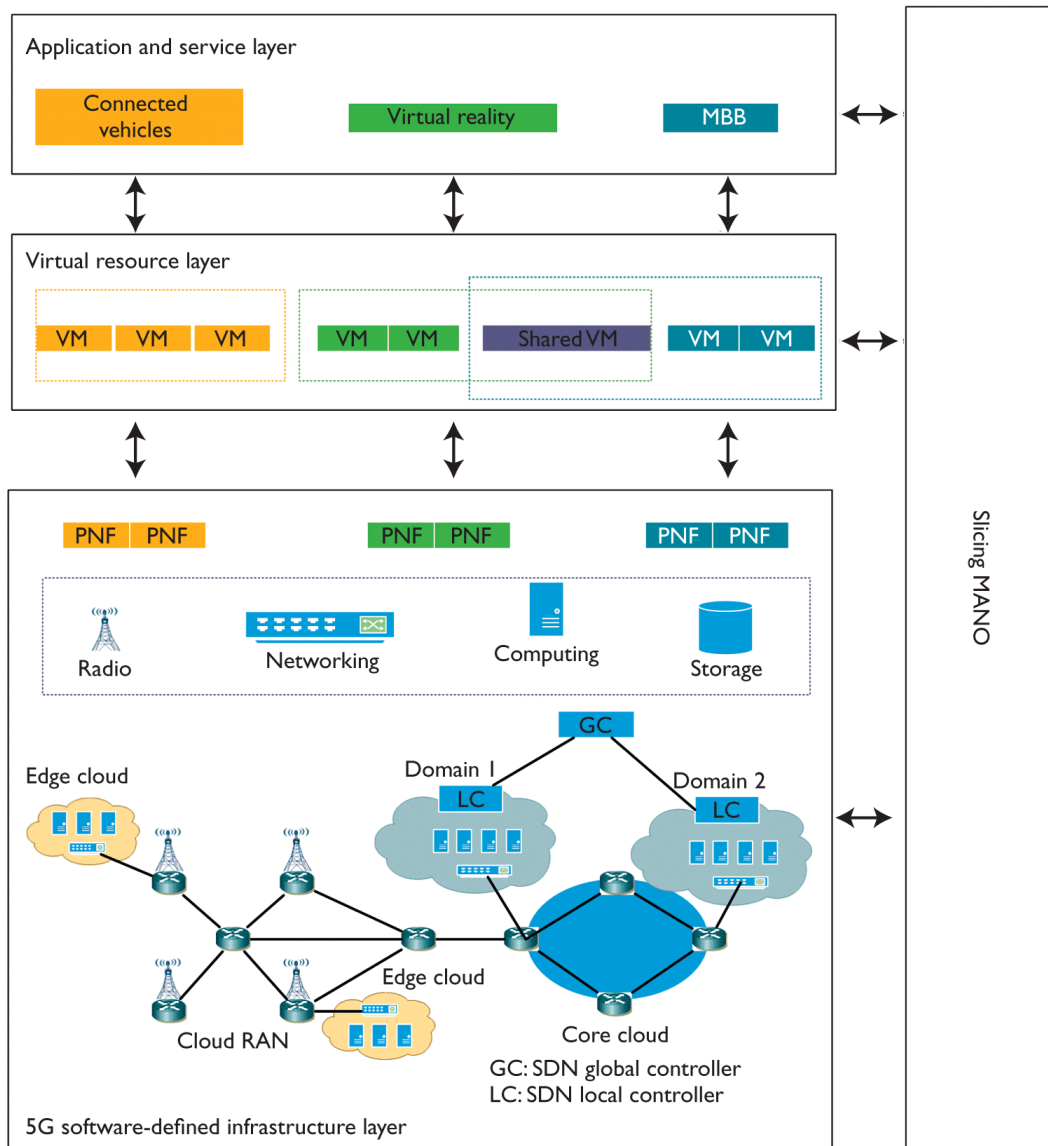 Application and service layer
Connected
vehicles
Virtual reality
MBB
Virtual resource layer
VM
VM
VM
VM
VM
Shared VM
VM
VM
PNF
PNF
PNF
PNF
PNF
PNF
Radio
Networking
Computing
Storage
GC
Edge cloud
Domain 1
LC
Domain 2
LC
Edge cloud
Cloud RAN
Core cloud
GC: SDN global controller
LC: SDN local controller
5G software-defined infrastructure layer
Slicing MANO